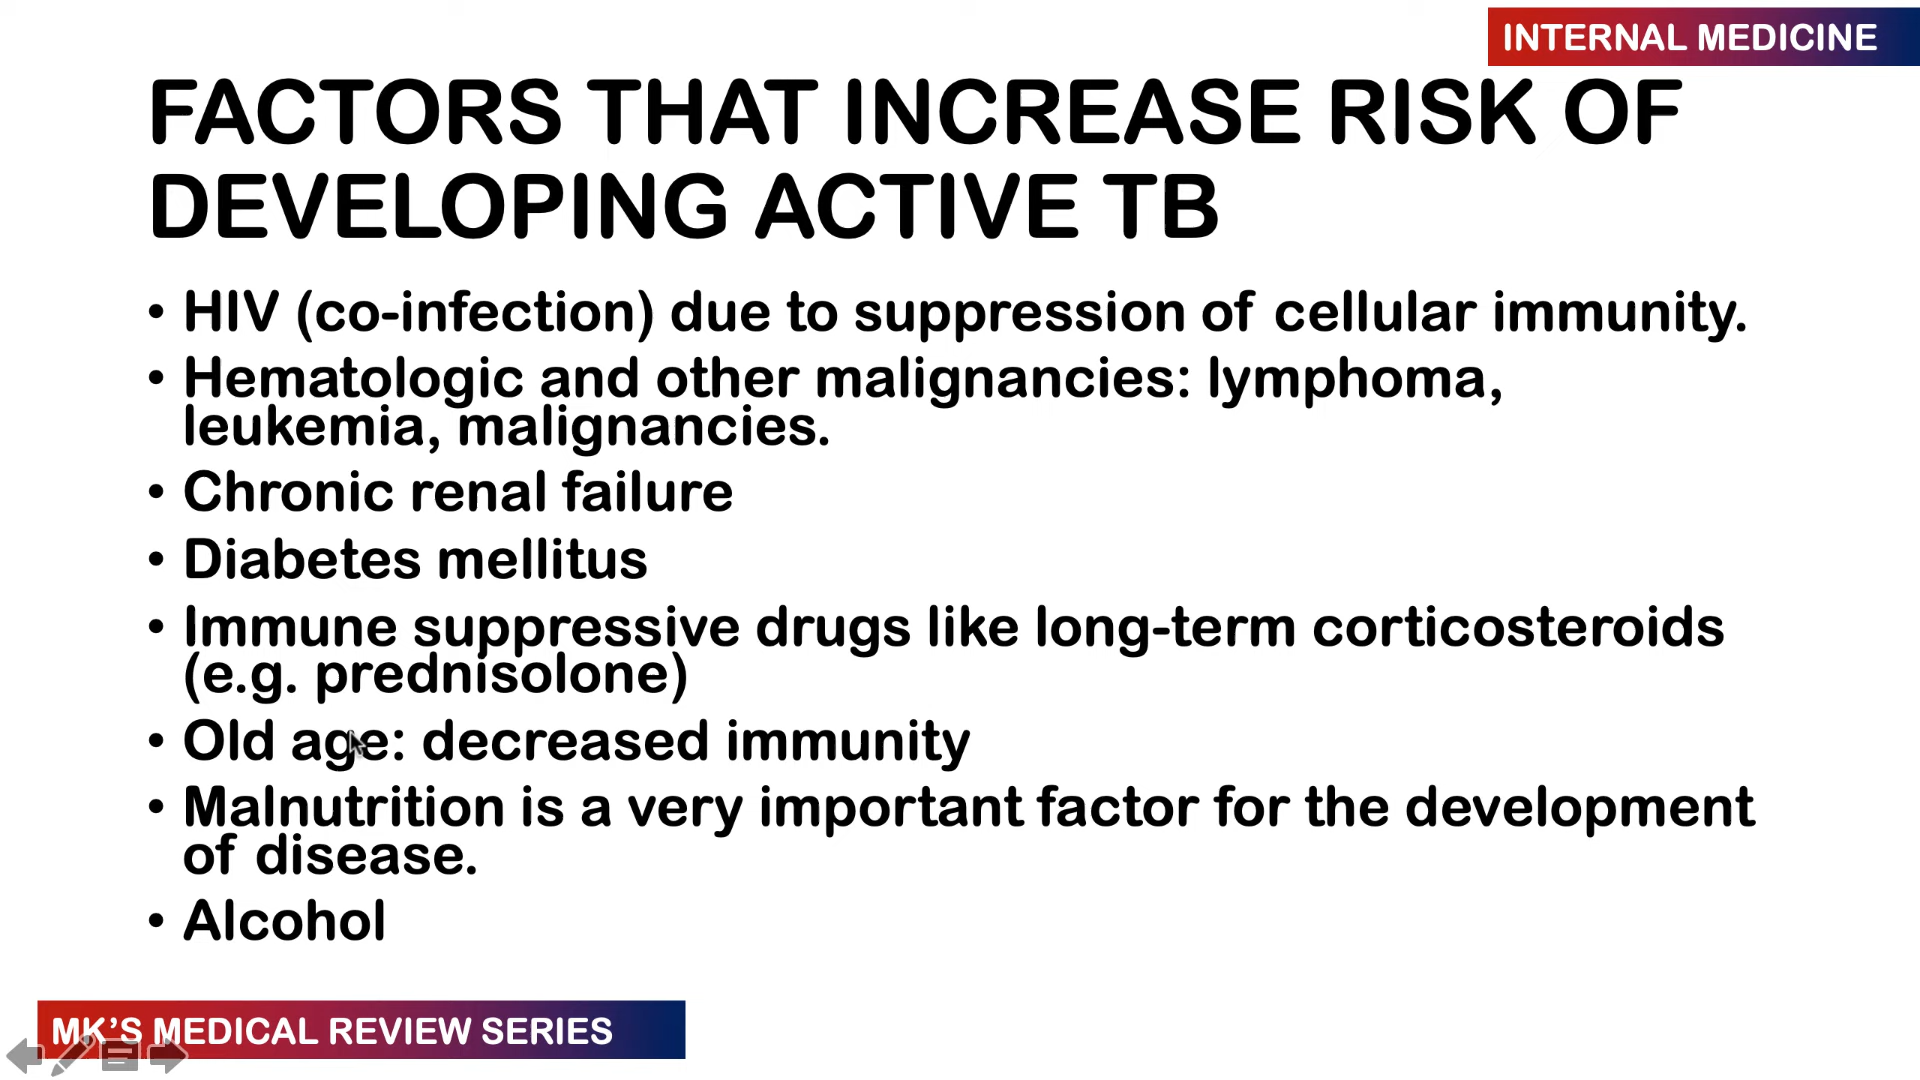 INTERNAL MEDICINE
FACTORS THAT INCREASE RISK OF
DEVELOPING ACTIVE TB
• HIV (co-infection) due to suppression of cellular immunity.
• Hematologic and other malignancies: lymphoma,
leukemia, malignancies.
• Chronic renal failure
• Diabetes mellitus
• Immune suppressive drugs like long-term corticosteroids
(e.g. prednisolone)
• Old age: decreased immunity
• Malnutrition is a very important factor for the development
of disease.
• Alcohol
MK'S MEDICAL REVIEW SERIES